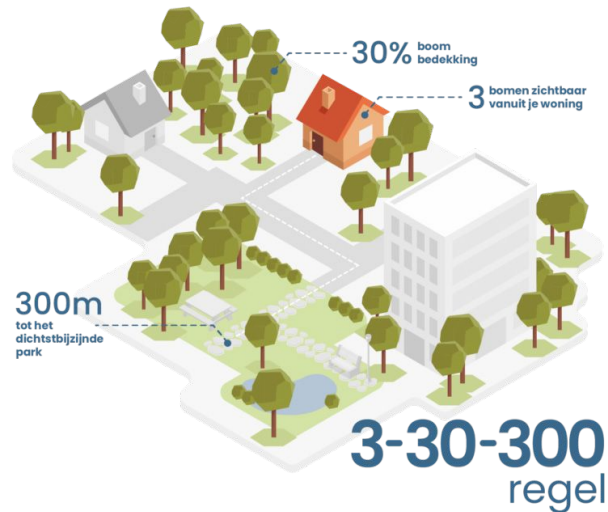 30% boom
bedekking
3 bomen zichtbaar
vanuit je woning
300m
tot het
dichtstbijzijnde
park
3-30-300
regel